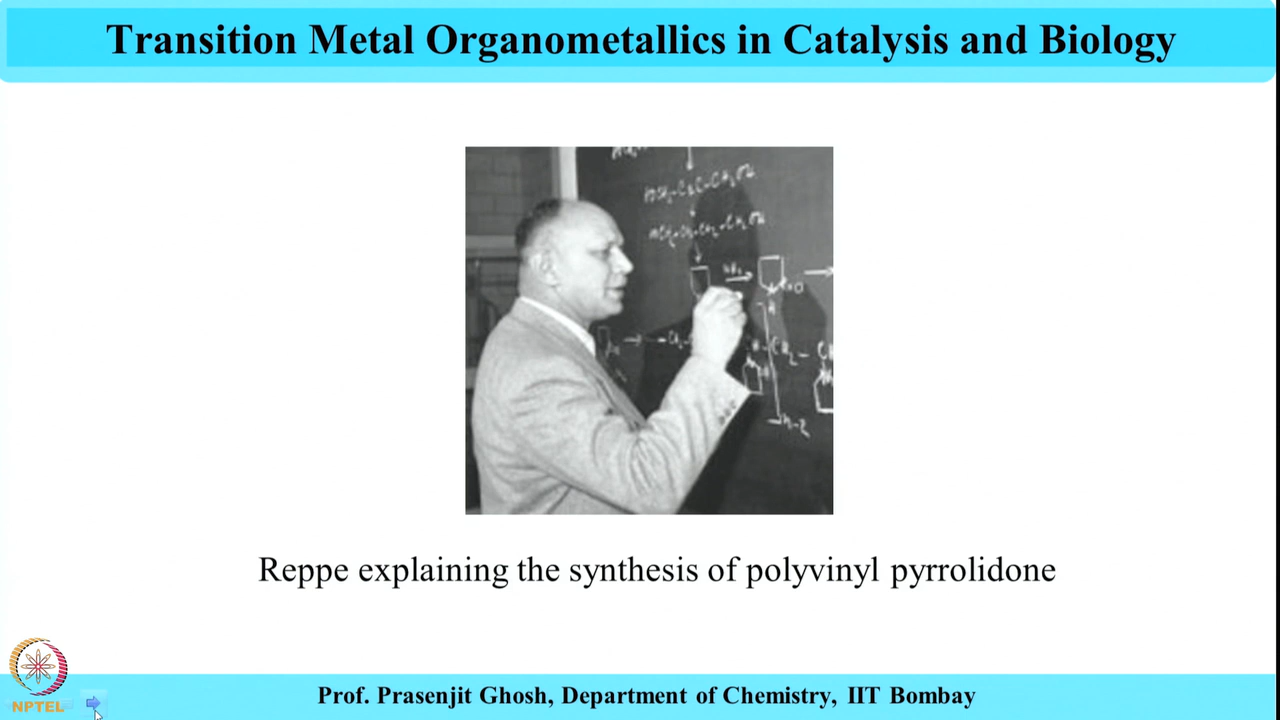 Transition Metal Organometallics in Catalysis and Biology
Reppe explaining the synthesis of polyvinyl pyrrolidone
Prof. Prasenjit Ghosh, Department of Chemistry, IIT Bombay
NPTEL